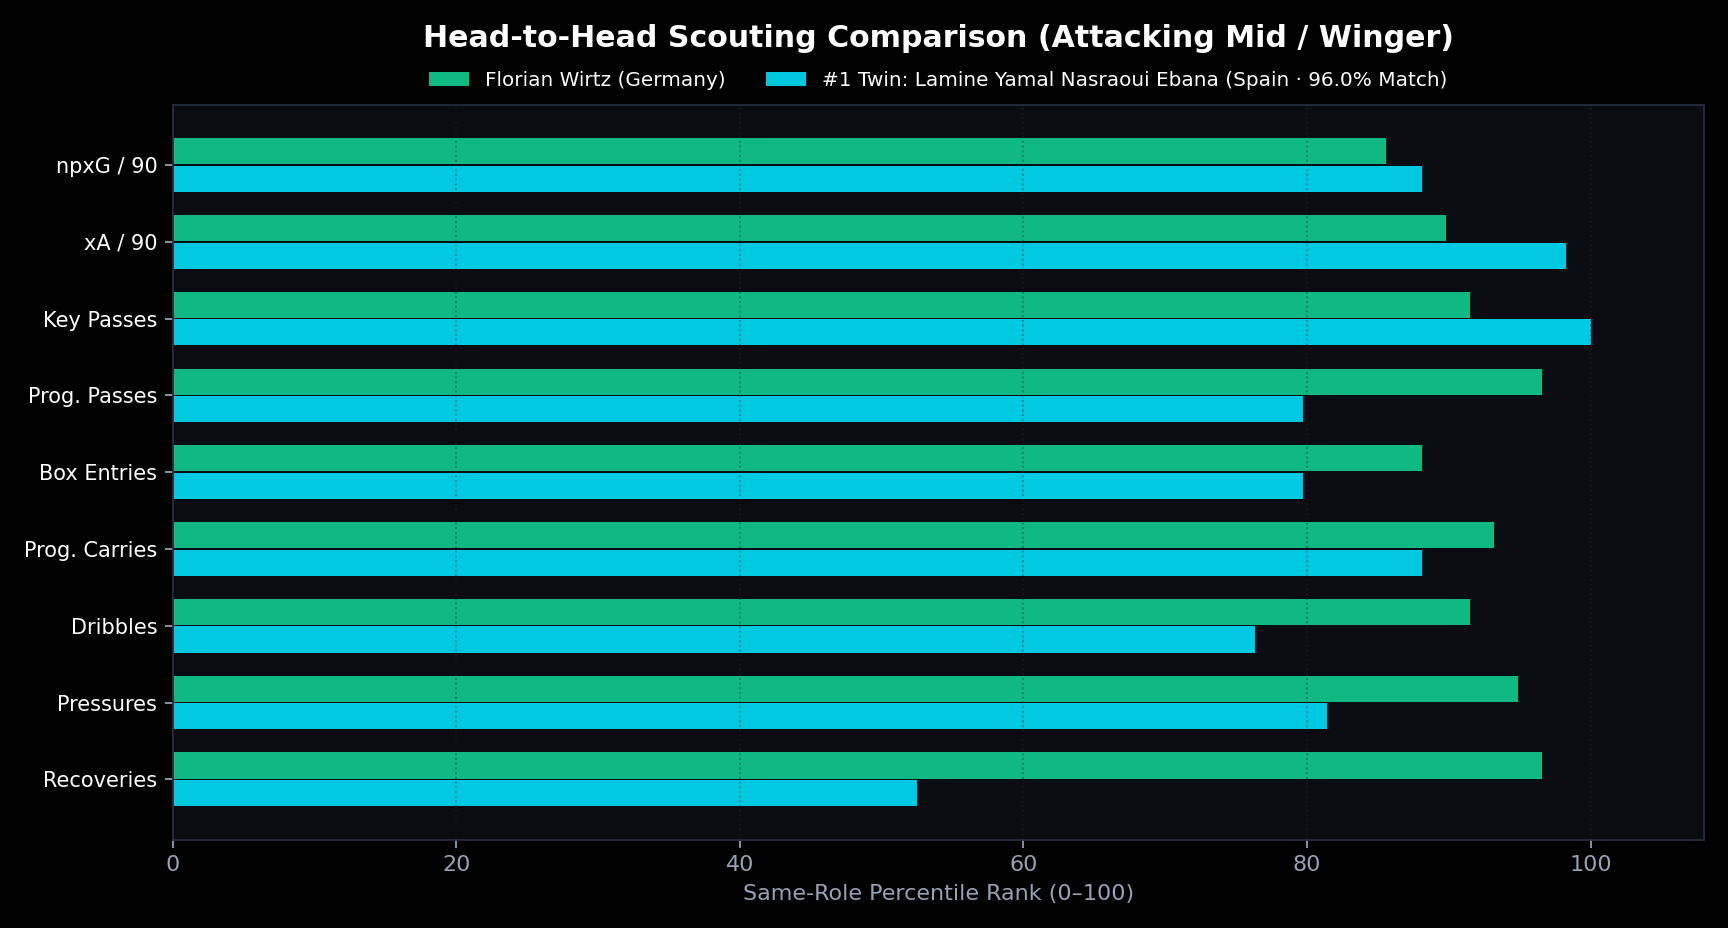 Head-to-Head Scouting Comparison (Attacking Mid / Winger)
Florian Wirtz (Germany)
#1 Twin: Lamine Yamal Nasraoui Ebana (Spain · 96.0% Match)
npxG / 90
xA / 90
Key Passes
Prog. Passes
Box Entries
Prog. Carries
Dribbles
Pressures
Recoveries
0 20 40 60 80 100
Same-Role Percentile Rank (0–100)